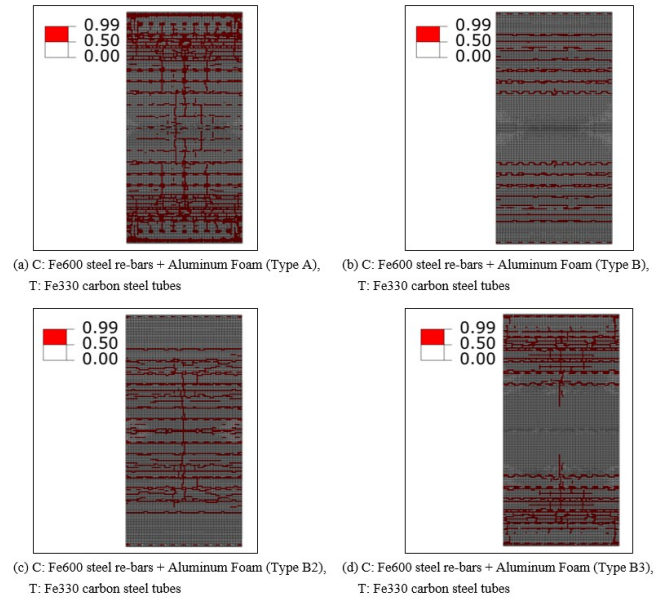 0.99
0.50
0.00
0.99
0.50
0.00
(a) C: Fe600 steel re-bars + Aluminum Foam (Type A),
T: Fe330 carbon steel tubes
(b) C: Fe600 steel re-bars + Aluminum Foam (Type B),
T: Fe330 carbon steel tubes
0.99
0.50
0.00
0.99
0.50
0.00
(c) C: Fe600 steel re-bars + Aluminum Foam (Type B2),
T: Fe330 carbon steel tubes
(d) C: Fe600 steel re-bars + Aluminum Foam (Type B3),
T: Fe330 carbon steel tubes